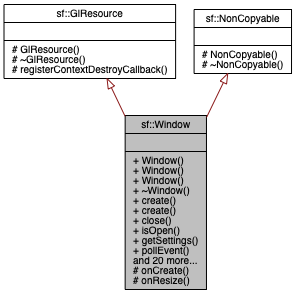 sf::GlResource
# GlResource()
# ~GlResource()
# registerContextDestroyCallback()
sf::NonCopyable
# NonCopyable()
# ~NonCopyable()
sf::Window
+ Window()
+ Window()
+ Window()
+ ~Window()
+ create()
+ create()
+ close()
+ isOpen()
+ getSettings()
+ pollEvent()
and 20 more...
# onCreate()
# onResize()